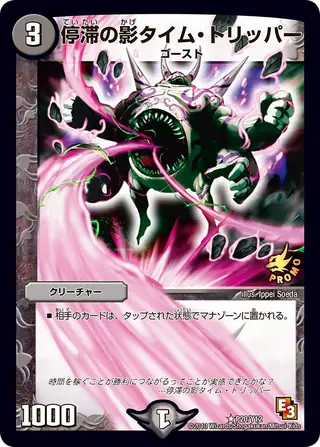 3
ていたい かげ
停滞の影タイム・トリッパー
ゴースト
PROMO
illus.Ippei Soeda
クリーチャー
■ 相手のカードは、タップされた状態でマナゾーンに置かれる。
時間を稼ぐことが勝利につながるってことが実感できたかな?
---停滞の影タイム・トリッパー
1000
E3